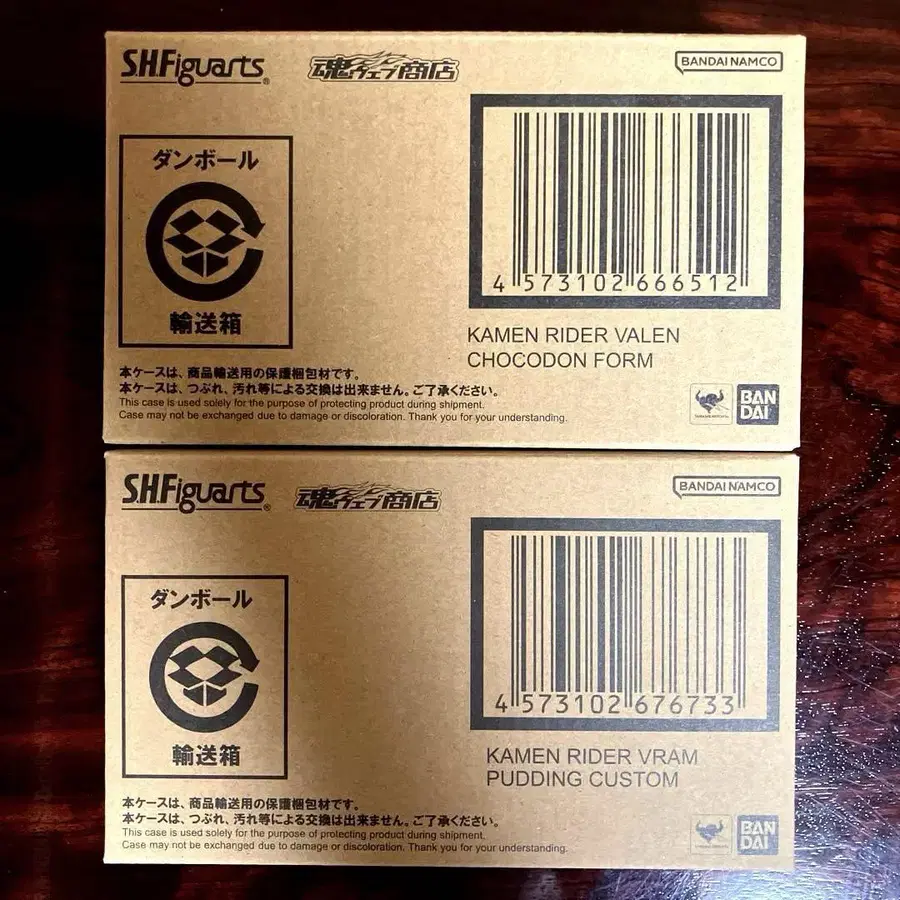 S.H.Figuarts®
魂ウェブ商店
BANDAI NAMCO
ダンボール
輸送箱
4 573102 666512
KAMEN RIDER VALEN
CHOCODON FORM
本ケースは、商品輸送用の保護梱包材です。
本ケースは、つぶれ、汚れ等による交換は出来ません。ご了承ください。
This case is used solely for the purpose of protecting product during shipment.
Case may not be exchanged due to damage or discoloration. Thank you for your understanding.
BAN
DAI
S.H.Figuarts®
魂ウェブ商店
BANDAI NAMCO
ダンボール
輸送箱
4 573102 676733
KAMEN RIDER VRAM
PUDDING CUSTOM
本ケースは、商品輸送用の保護梱包材です。
本ケースは、つぶれ、汚れ等による交換は出来ません。ご了承ください。
This case is used solely for the purpose of protecting product during shipment.
Case may not be exchanged due to damage or discoloration. Thank you for your understanding.
BAN
DAI